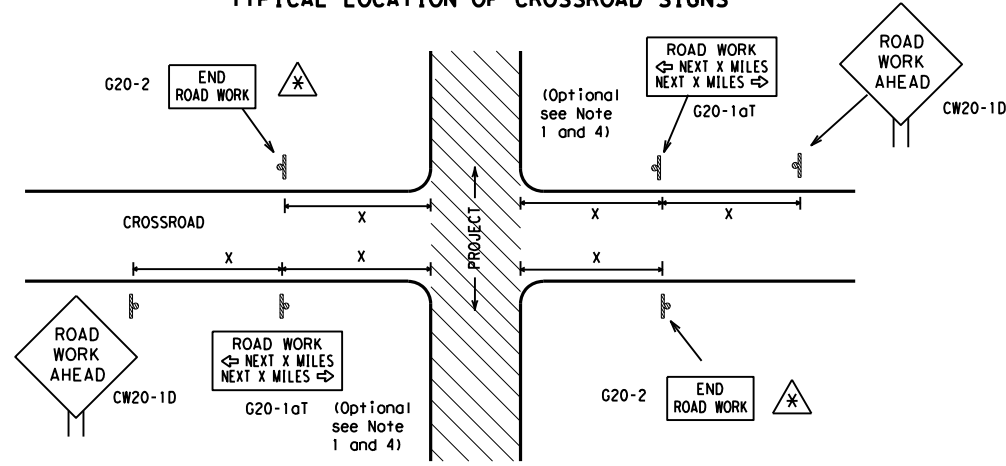 TYPICAL LOCATION OF CROSSROAD SIGNS
G20-2
END
ROAD WORK
*
(Optional
see Note
1 and 4)
ROAD WORK
⇦ NEXT X MILES
NEXT X MILES ⇨
G20-1aT
ROAD
WORK
AHEAD
CW20-1D
X
X
X
CROSSROAD
PROJECT
X
X
X
ROAD
WORK
AHEAD
CW20-1D
ROAD WORK
⇦ NEXT X MILES
NEXT X MILES ⇨
G20-1aT
(Optional
see Note
1 and 4)
G20-2
END
ROAD WORK
*